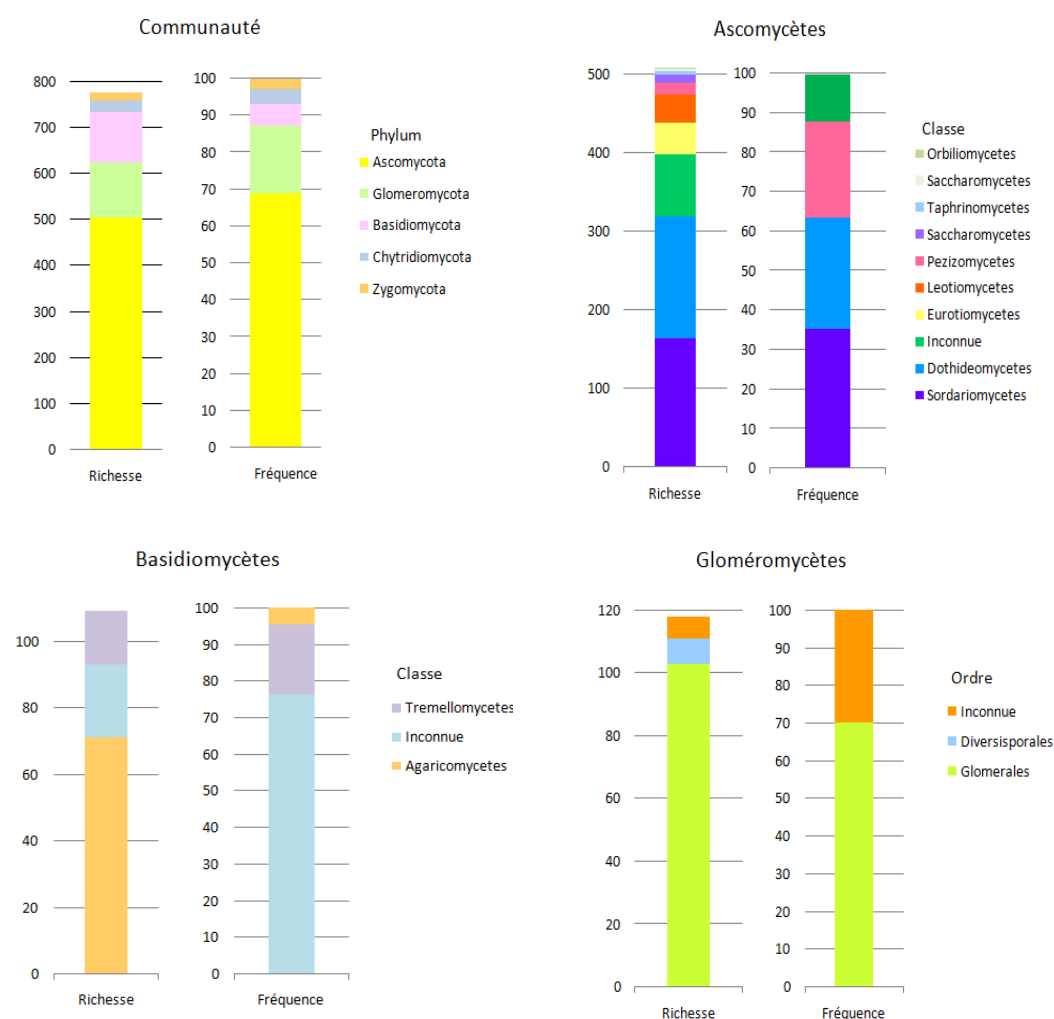 Communauté
800
700
600
500
400
300
200
100
0
Richesse
100
90
80
70
60
50
40
30
20
10
0
Fréquence
Phylum
Ascomycota
Glomeromycota
Basidiomycota
Chytridiomycota
Zygomycota
Ascomycètes
500
400
300
200
100
0
Richesse
100
90
80
70
60
50
40
30
20
10
0
Fréquence
Classe
Orbiliomycetes
Saccharomycetes
Taphrinomycetes
Saccharomycetes
Pezizomycetes
Leotiomycetes
Eurotiomycetes
Inconnue
Dothideomycetes
Sordariomycetes
Basidiomycètes
100
80
60
40
20
0
Richesse
100
90
80
70
60
50
40
30
20
10
0
Fréquence
Classe
Tremellomycetes
Inconnue
Agaricomycetes
Gloméromycètes
120
100
80
60
40
20
0
Richesse
100
90
80
70
60
50
40
30
20
10
0
Fréquence
Ordre
Inconnue
Diversisporales
Glomerales